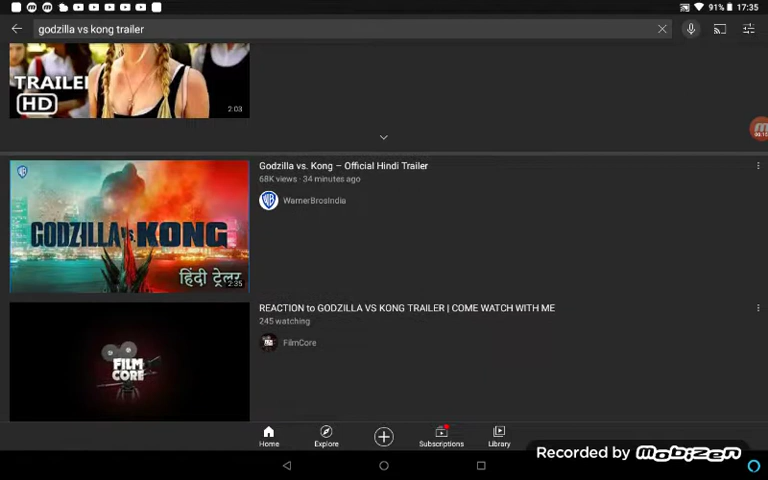 91% 17:35
godzilla vs kong trailer
TRAILER
HD
2:03
Godzilla vs. Kong – Official Hindi Trailer
68K views · 34 minutes ago
WarnerBrosIndia
GODZILLA vs. KONG
हिंदी ट्रेलर
2:35
REACTION to GODZILLA VS KONG TRAILER | COME WATCH WITH ME
245 watching
FilmCore
FILM
CORE
Home Explore Subscriptions Library
Recorded by MOBIZEN